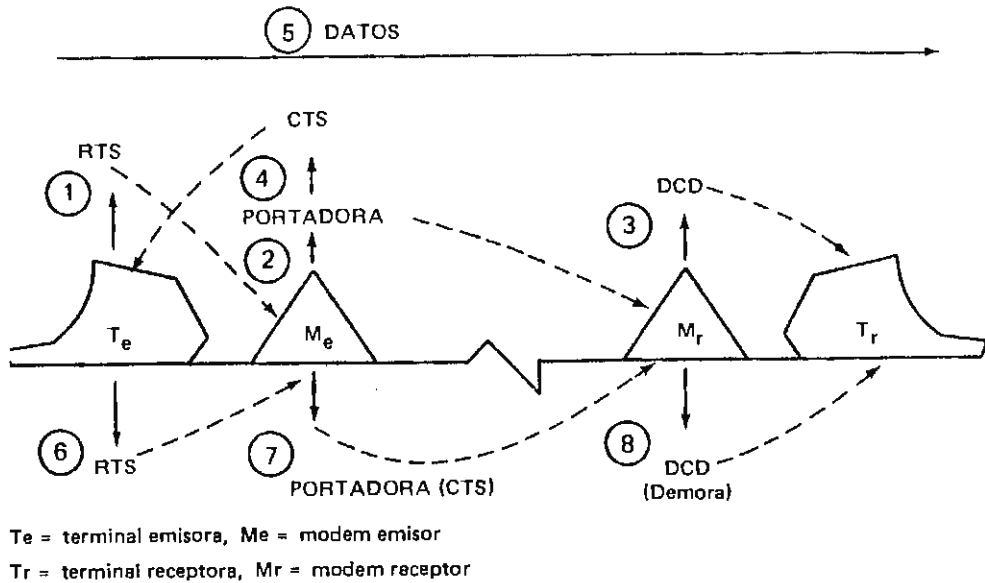 5 DATOS
CTS
RTS
1
4
DCD
PORTADORA
3
2
Te
Me
Mr
Tr
6
RTS
7
8
DCD
PORTADORA (CTS)
(Demora)
Te = terminal emisora, Me = modem emisor
Tr = terminal receptora, Mr = modem receptor